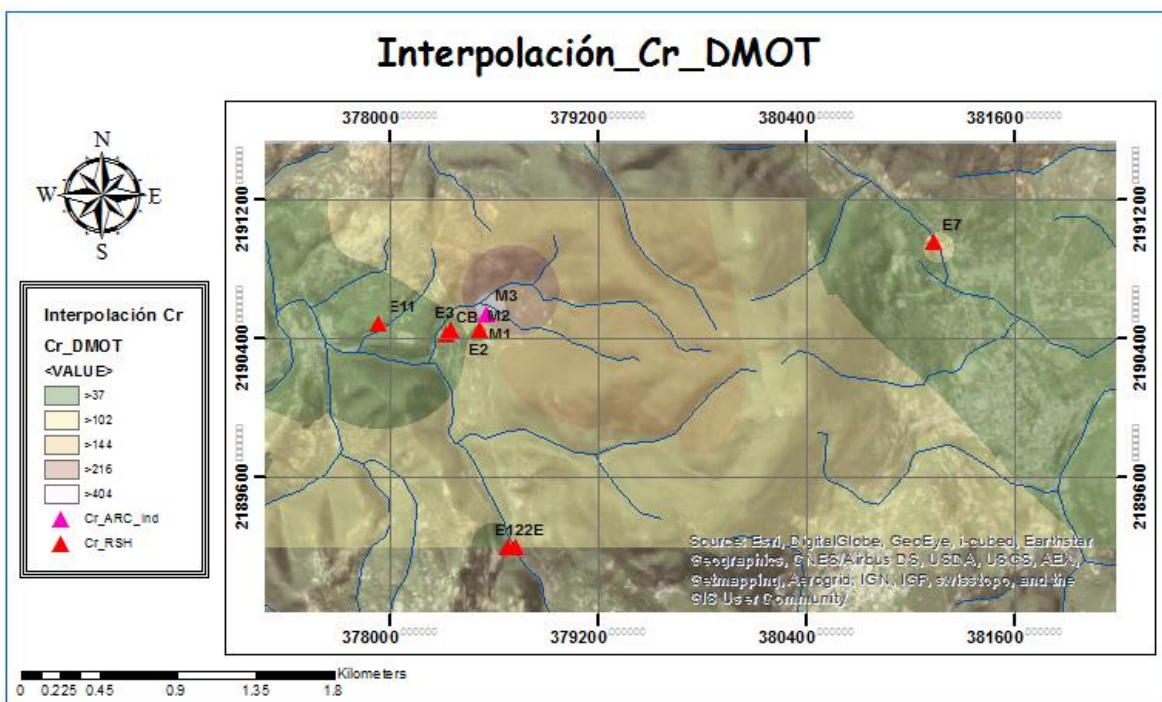 Interpolación_Cr_DMOT
N
W E
S
378000 379200 380400 381600
2191200
2190400
2189600
2191200
2190400
2189600
E7
M3
E11
E3 CB M2
M1
E2
E122E
Interpolación Cr
Cr_DMOT
<VALUE>
>37
>102
>144
>216
>404
Cr_ARC_ind
Cr_RSH
Source: Esri, DigitalGlobe, GeoEye, i-cubed, Earthstar
Geographics, CNES/Airbus DS, USDA, USGS, AEX,
Getmapping, Aerogrid, IGN, IGP, swisstopo, and the
GIS User Community
378000 379200 380400 381600
Kilometers
0 0.225 0.45 0.9 1.35 1.8